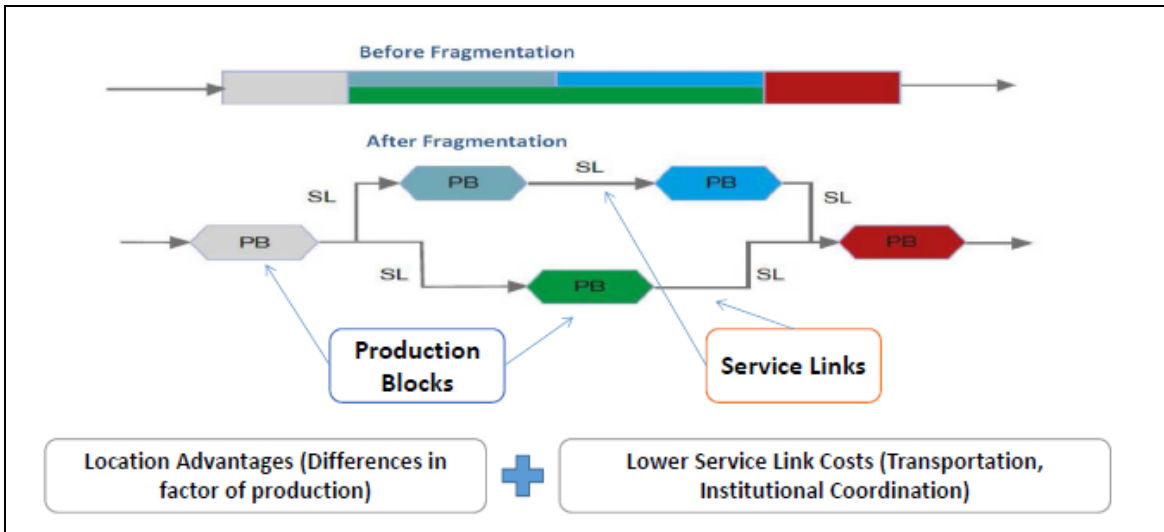 Before Fragmentation
After Fragmentation
SL
PB
PB
SL
SL
PB
PB
SL
SL
PB
Production
Blocks
Service Links
Location Advantages (Differences in
factor of production)
Lower Service Link Costs (Transportation,
Institutional Coordination)